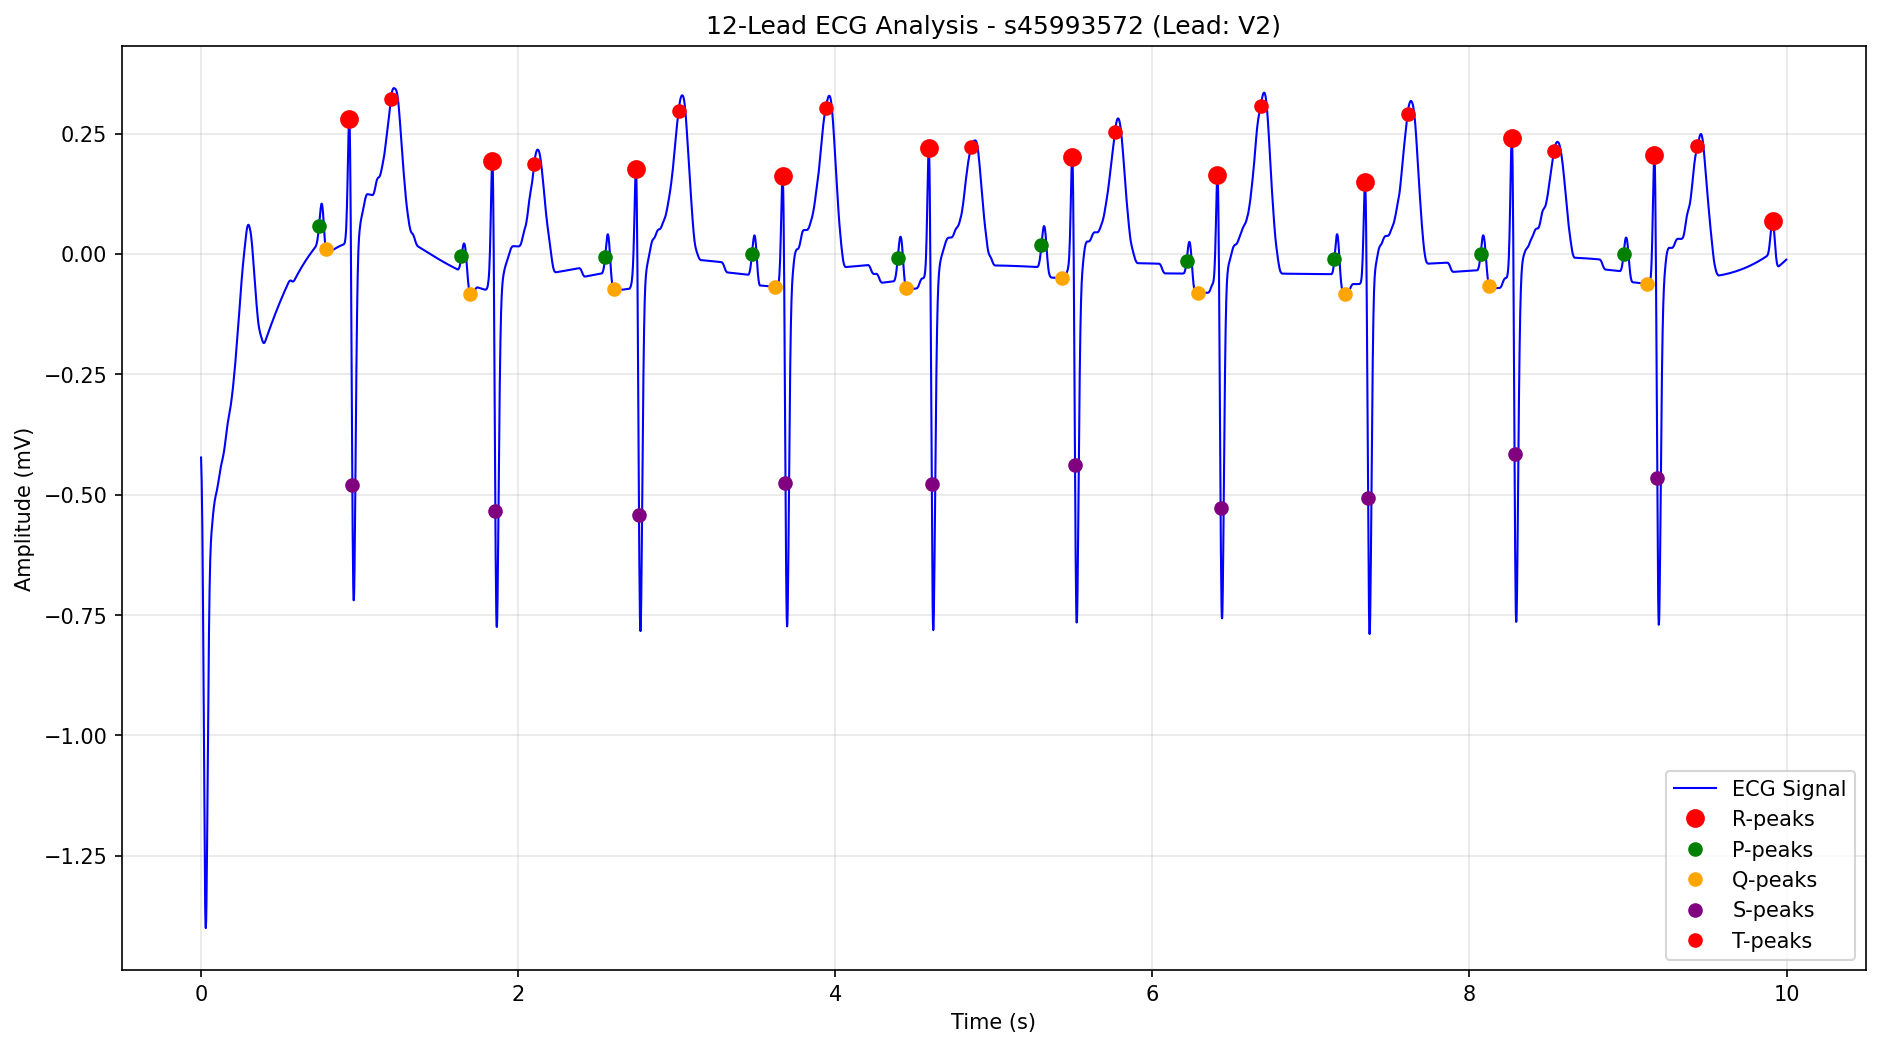 12-Lead ECG Analysis - s45993572 (Lead: V2)
Amplitude (mV)
0.25
0.00
−0.25
−0.50
−0.75
−1.00
−1.25
0
2
4
6
8
10
Time (s)
ECG Signal
R-peaks
P-peaks
Q-peaks
S-peaks
T-peaks